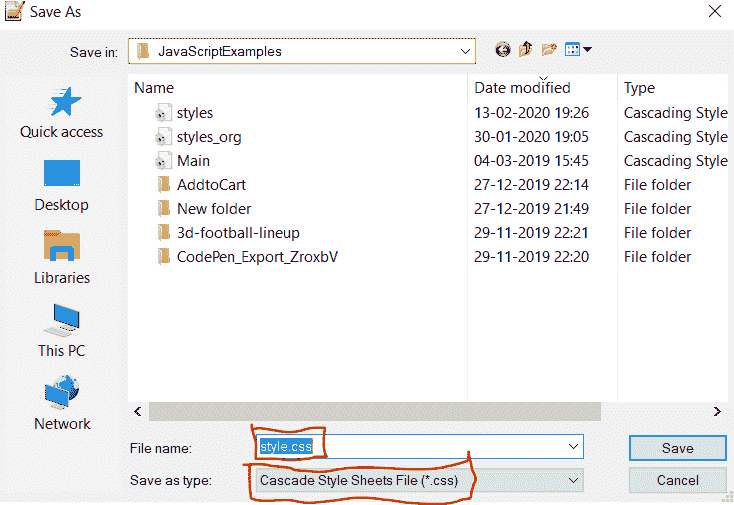 Save As
Save in: JavaScriptExamples
Name Date modified Type
Quick access
Desktop
Libraries
This PC
Network
styles 13-02-2020 19:26 Cascading Style
styles_org 30-01-2020 19:05 Cascading Style
Main 04-03-2019 15:45 Cascading Style
AddtoCart 27-12-2019 22:14 File folder
New folder 27-12-2019 21:49 File folder
3d-football-lineup 29-11-2019 22:21 File folder
CodePen_Export_ZroxbV 29-11-2019 22:20 File folder
File name: style.css Save
Save as type: Cascade Style Sheets File (*.css) Cancel